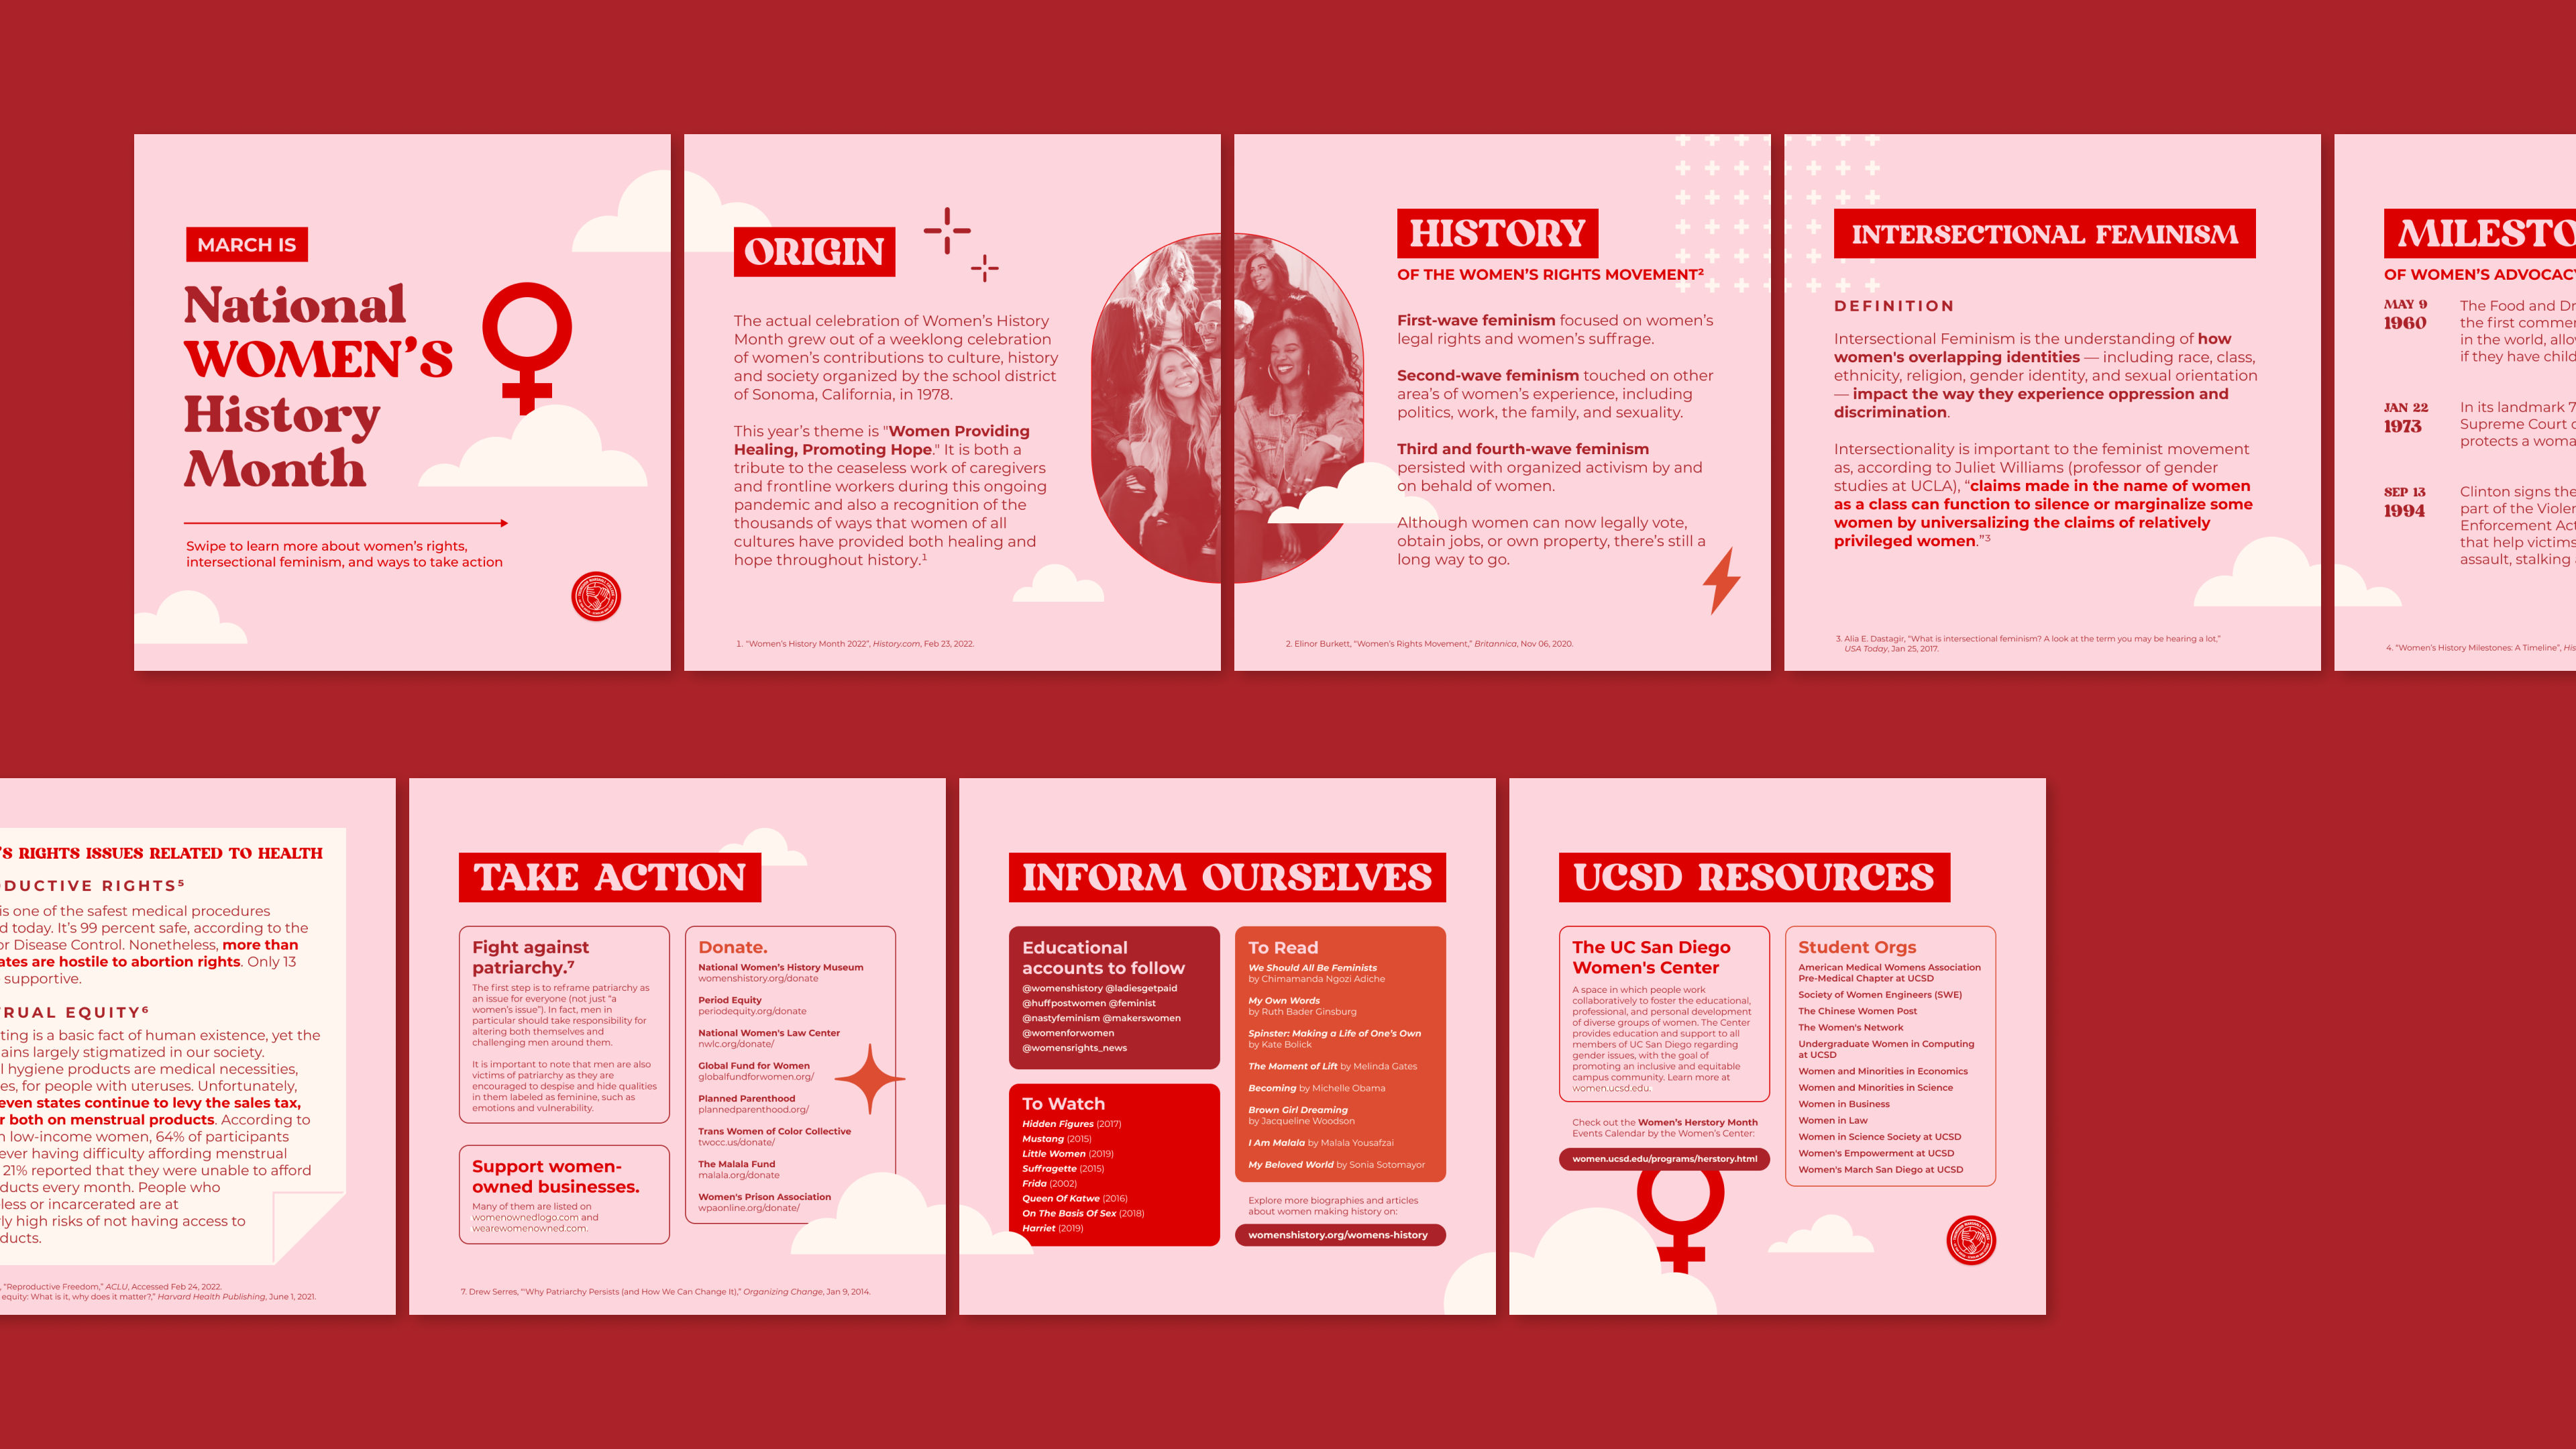 MARCH IS
National
WOMEN'S
History
Month
Swipe to learn more about women's rights,
intersectional feminism, and ways to take action
ORIGIN
The actual celebration of Women's History
Month grew out of a weeklong celebration
of women's contributions to culture, history
and society organized by the school district
of Sonoma, California, in 1978.
This year's theme is "Women Providing
Healing, Promoting Hope." It is both a
tribute to the ceaseless work of caregivers
and frontline workers during this ongoing
pandemic and also a recognition of the
thousands of ways that women of all
cultures have provided both healing and
hope throughout history.¹
1. "Women's History Month 2022", History.com, Feb 23, 2022.
HISTORY
OF THE WOMEN'S RIGHTS MOVEMENT²
First-wave feminism focused on women's
legal rights and women's suffrage.
Second-wave feminism touched on other
area's of women's experience, including
politics, work, the family, and sexuality.
Third and fourth-wave feminism
persisted with organized activism by and
on behalf of women.
Although women can now legally vote,
obtain jobs, or own property, there's still a
long way to go.
2. Elinor Burkett, "Women's Rights Movement," Britannica, Nov 06, 2020.
INTERSECTIONAL FEMINISM
DEFINITION
Intersectional Feminism is the understanding of how
women's overlapping identities — including race, class,
ethnicity, religion, gender identity, and sexual orientation
— impact the way they experience oppression and
discrimination.
Intersectionality is important to the feminist movement
as, according to Juliet Williams (professor of gender
studies at UCLA), "claims made in the name of women
as a class can function to silence or marginalize some
women by universalizing the claims of relatively
privileged women."³
3. Alia E. Dastagir, "What is intersectional feminism? A look at the term you may be hearing a lot,"
USA Today, Jan 25, 2017.
MILESTO
OF WOMEN'S ADVOCACY
MAY 9
1960
The Food and Dr
the first commer
in the world, allow
if they have child
JAN 22
1973
In its landmark 7
Supreme Court
protects a woma
SEP 13
1994
Clinton signs the
part of the Violen
Enforcement Act
that help victims
assault, stalking
4. "Women's History Milestones: A Timeline", His
'S RIGHTS ISSUES RELATED TO HEALTH
DUCTIVE RIGHTS⁵
is one of the safest medical procedures
d today. It's 99 percent safe, according to the
or Disease Control. Nonetheless, more than
ates are hostile to abortion rights. Only 13
supportive.
RUAL EQUITY⁶
ting is a basic fact of human existence, yet the
ains largely stigmatized in our society.
l hygiene products are medical necessities,
es, for people with uteruses. Unfortunately,
even states continue to levy the sales tax,
r both on menstrual products. According to
n low-income women, 64% of participants
ever having difficulty affording menstrual
21% reported that they were unable to afford
ducts every month. People who
less or incarcerated are at
ly high risks of not having access to
ducts.
, "Reproductive Freedom," ACLU, Accessed Feb 24, 2022.
equity: What is it, why does it matter?," Harvard Health Publishing, June 1, 2021.
TAKE ACTION
Fight against
patriarchy.⁷
The first step is to reframe patriarchy as
an issue for everyone (not just "a
women's issue"). In fact, men in
particular should take responsibility for
altering both themselves and
challenging men around them.
It is important to note that men are also
victims of patriarchy as they are
encouraged to despise and hide qualities
in them labeled as feminine, such as
emotions and vulnerability.
Support women-
owned businesses.
Many of them are listed on
womenownedlogo.com and
wearewomenowned.com.
Donate.
National Women's History Museum
womenshistory.org/donate
Period Equity
periodequity.org/donate
National Women's Law Center
nwlc.org/donate/
Global Fund for Women
globalfundforwomen.org/
Planned Parenthood
plannedparenthood.org/
Trans Women of Color Collective
twocc.us/donate/
The Malala Fund
malala.org/donate
Women's Prison Association
wpaonline.org/donate/
7. Drew Serres, "'Why Patriarchy Persists (and How We Can Change It)," Organizing Change, Jan 9, 2014.
INFORM OURSELVES
Educational
accounts to follow
@womenshistory @ladiesgetpaid
@huffpostwomen @feminist
@nastyfeminism @makerswomen
@womenforwomen
@womensrights_news
To Watch
Hidden Figures (2017)
Mustang (2015)
Little Women (2019)
Suffragette (2015)
Frida (2002)
Queen Of Katwe (2016)
On The Basis Of Sex (2018)
Harriet (2019)
To Read
We Should All Be Feminists
by Chimamanda Ngozi Adiche
My Own Words
by Ruth Bader Ginsburg
Spinster: Making a Life of One's Own
by Kate Bolick
The Moment of Lift by Melinda Gates
Becoming by Michelle Obama
Brown Girl Dreaming
by Jacqueline Woodson
I Am Malala by Malala Yousafzai
My Beloved World by Sonia Sotomayor
Explore more biographies and articles
about women making history on:
womenshistory.org/womens-history
UCSD RESOURCES
The UC San Diego
Women's Center
A space in which people work
collaboratively to foster the educational,
professional, and personal development
of diverse groups of women. The Center
provides education and support to all
members of UC San Diego regarding
gender issues, with the goal of
promoting an inclusive and equitable
campus community. Learn more at
women.ucsd.edu.
Check out the Women's Herstory Month
Events Calendar by the Women's Center:
women.ucsd.edu/programs/herstory.html
Student Orgs
American Medical Womens Association
Pre-Medical Chapter at UCSD
Society of Women Engineers (SWE)
The Chinese Women Post
The Women's Network
Undergraduate Women in Computing
at UCSD
Women and Minorities in Economics
Women and Minorities in Science
Women in Business
Women in Law
Women in Science Society at UCSD
Women's Empowerment at UCSD
Women's March San Diego at UCSD